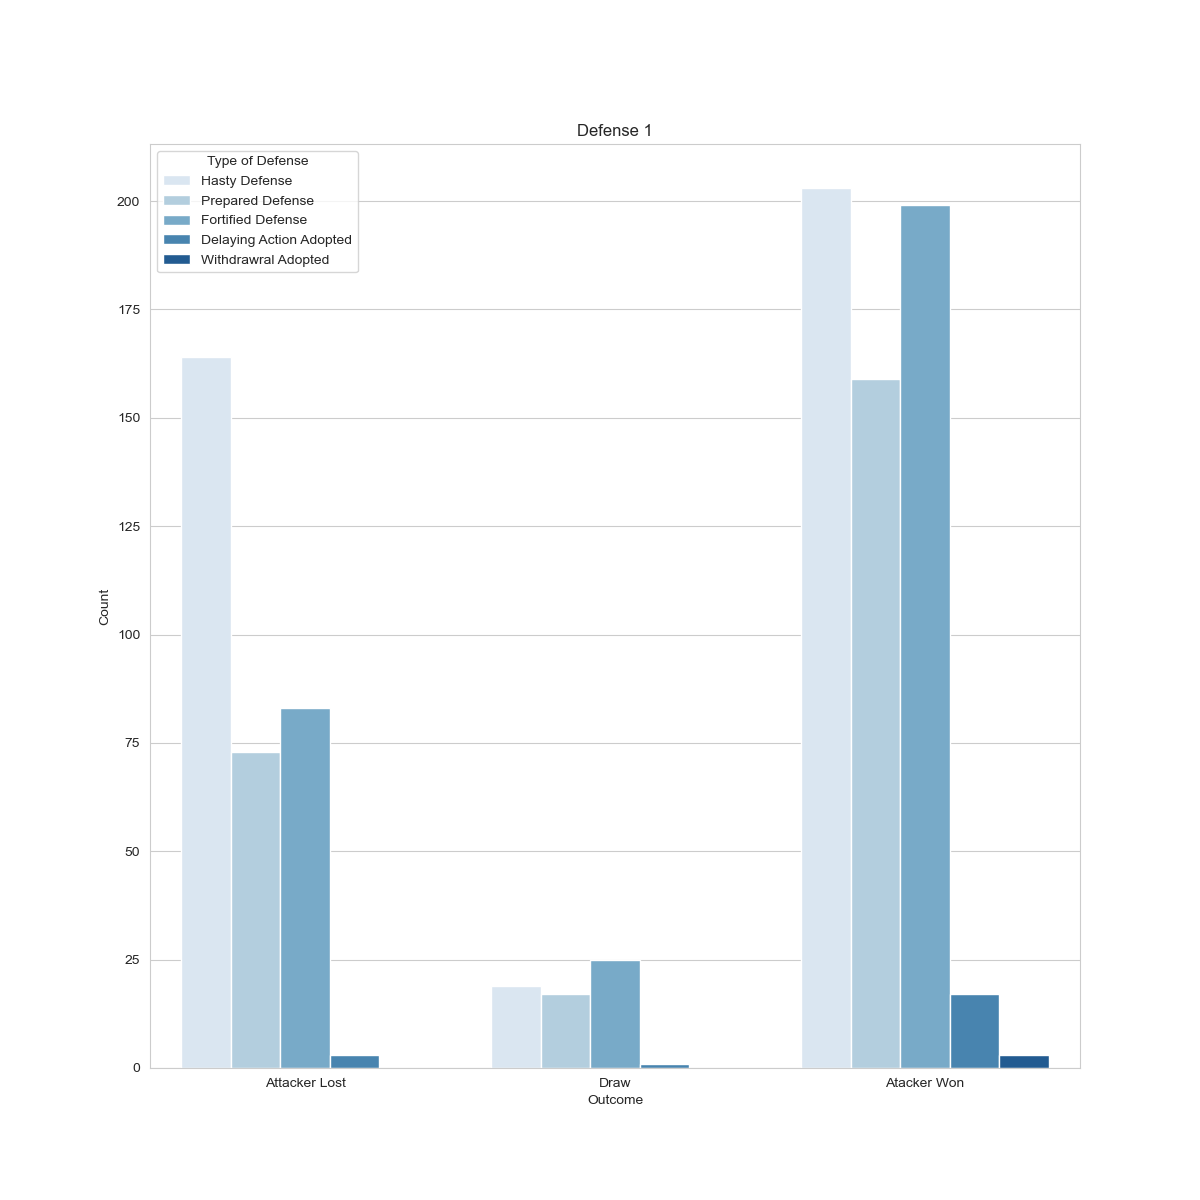 Defense 1
Type of Defense
Hasty Defense
Prepared Defense
Fortified Defense
Delaying Action Adopted
Withdrawral Adopted
200
175
150
125
100
75
50
25
0
Count
Attacker Lost
Draw
Atacker Won
Outcome